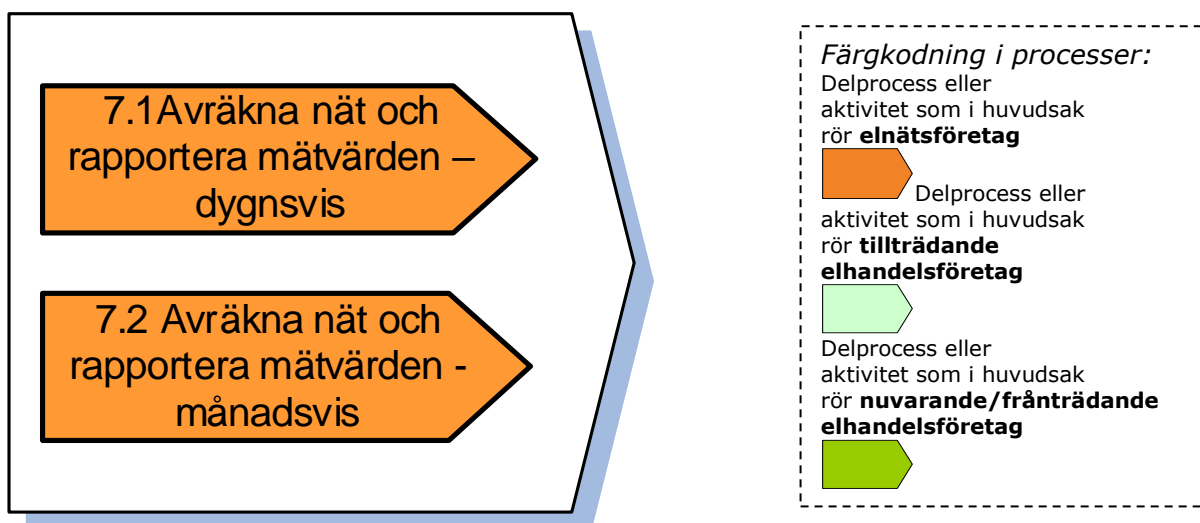 7.1Avräkna nät och
rapportera mätvärden –
dygnsvis
7.2 Avräkna nät och
rapportera mätvärden -
månadsvis
Färgkodning i processer:
Delprocess eller
aktivitet som i huvudsak
rör elnätsföretag
Delprocess eller
aktivitet som i huvudsak
rör tillträdande
elhandelsföretag
Delprocess eller
aktivitet som i huvudsak
rör nuvarande/frånträdande
elhandelsföretag